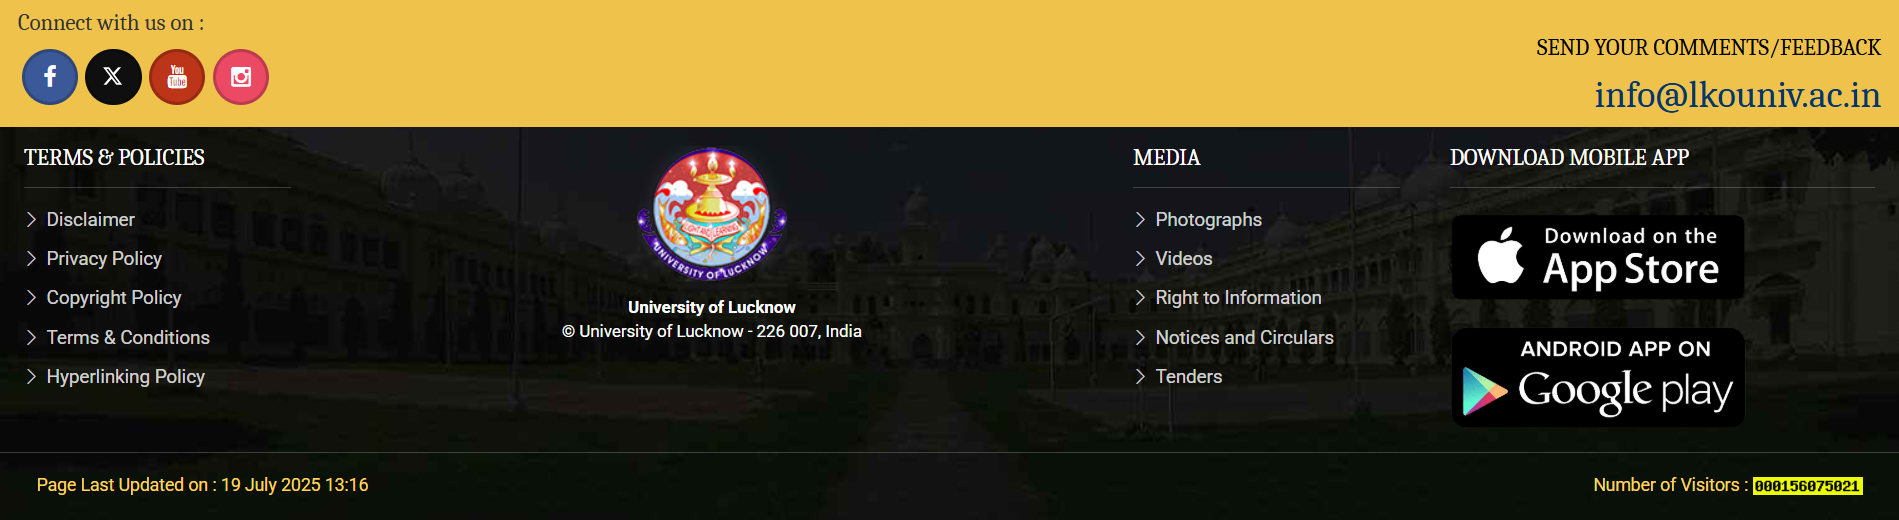 Connect with us on :
You
Tube
SEND YOUR COMMENTS/FEEDBACK
info@lkouniv.ac.in
TERMS & POLICIES
Disclaimer
Privacy Policy
Copyright Policy
Terms & Conditions
Hyperlinking Policy
LIGHT AND LEARNING
UNIVERSITY OF LUCKNOW
University of Lucknow
© University of Lucknow - 226 007, India
MEDIA
Photographs
Videos
Right to Information
Notices and Circulars
Tenders
DOWNLOAD MOBILE APP
Download on the
App Store
ANDROID APP ON
Google play
Page Last Updated on : 19 July 2025 13:16
Number of Visitors : 000156075021